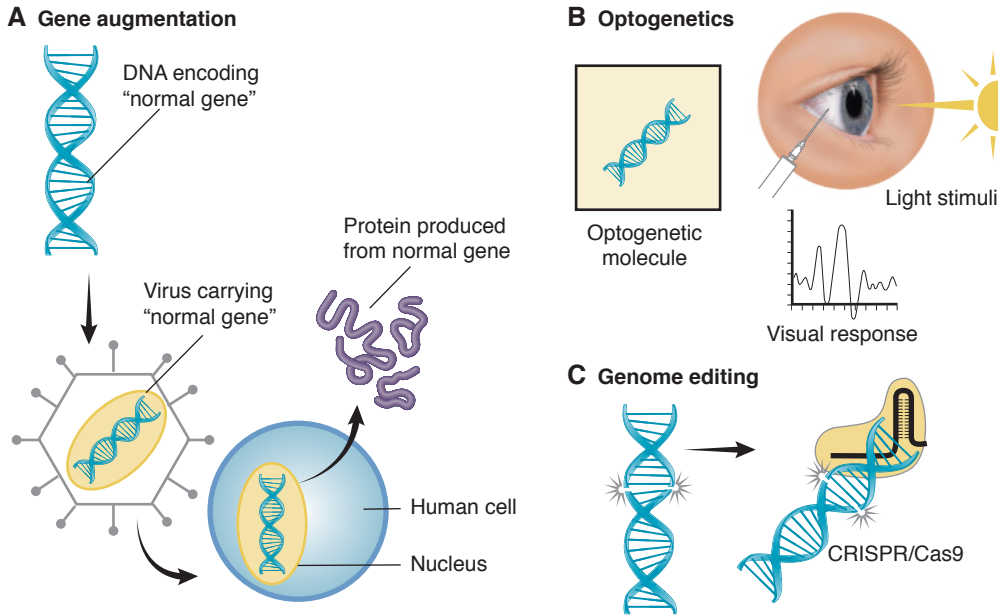 A Gene augmentation
DNA encoding
“normal gene”
Virus carrying
“normal gene”
Protein produced
from normal gene
Human cell
Nucleus
B Optogenetics
Optogenetic
molecule
Light stimuli
Visual response
C Genome editing
CRISPR/Cas9